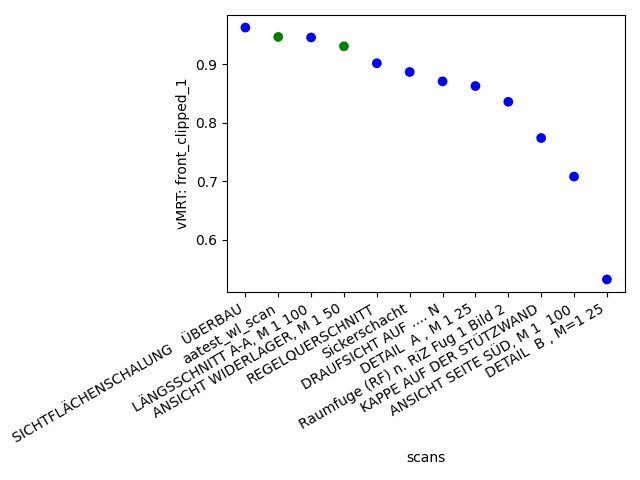 vMRT: front_clipped_1
0.9
0.8
0.7
0.6
SICHTFLÄCHENSCHALUNG   ÜBERBAU
aatest_wl_scan
LÄNGSSCHNITT A-A, M 1 100
ANSICHT WIDERLAGER, M 1 50
REGELQUERSCHNITT
Sickerschacht
DRAUFSICHT AUF .... N
DETAIL  A , M 1 25
Raumfuge (RF) n. RiZ Fug 1 Bild 2
KAPPE AUF DER STÜTZWAND
ANSICHT SEITE SÜD, M 1  100
DETAIL  B , M=1 25
scans